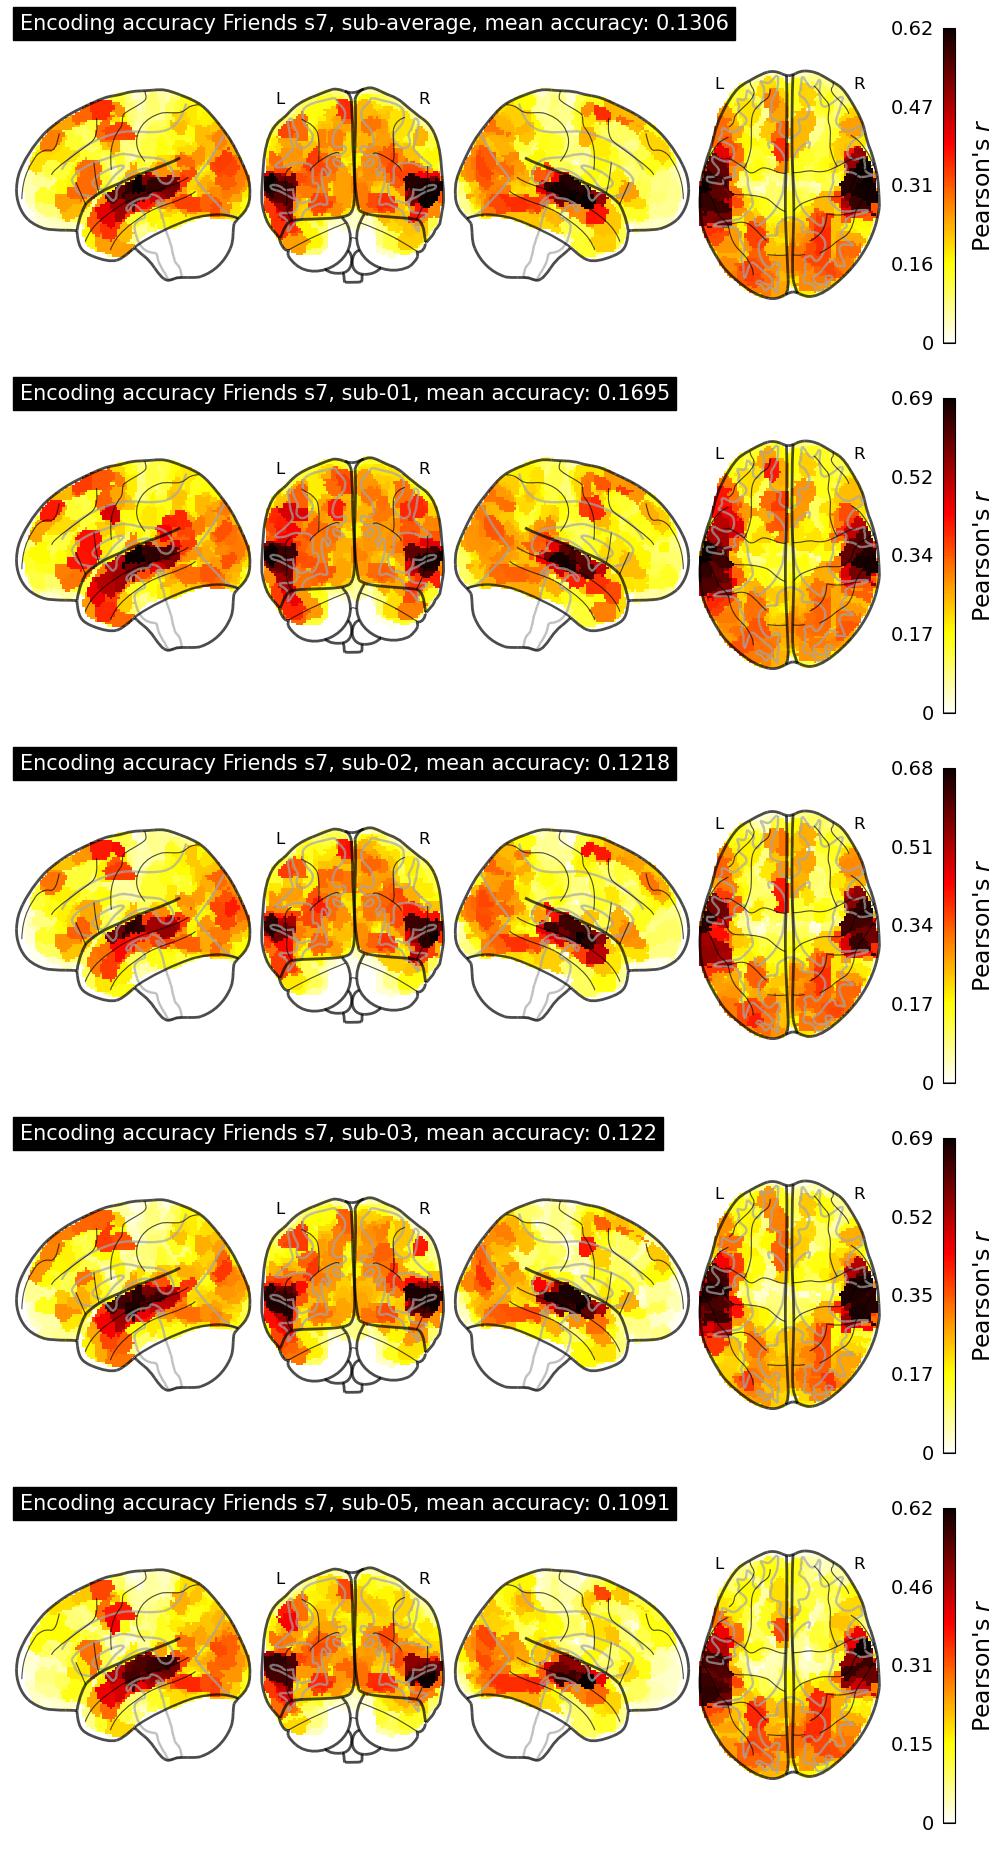 Encoding accuracy Friends s7, sub-average, mean accuracy: 0.1306
L R L R
0.62
0.47
0.31
0.16
0
Pearson's r
Encoding accuracy Friends s7, sub-01, mean accuracy: 0.1695
L R L R
0.69
0.52
0.34
0.17
0
Pearson's r
Encoding accuracy Friends s7, sub-02, mean accuracy: 0.1218
L R L R
0.68
0.51
0.34
0.17
0
Pearson's r
Encoding accuracy Friends s7, sub-03, mean accuracy: 0.122
L R L R
0.69
0.52
0.35
0.17
0
Pearson's r
Encoding accuracy Friends s7, sub-05, mean accuracy: 0.1091
L R L R
0.62
0.46
0.31
0.15
0
Pearson's r